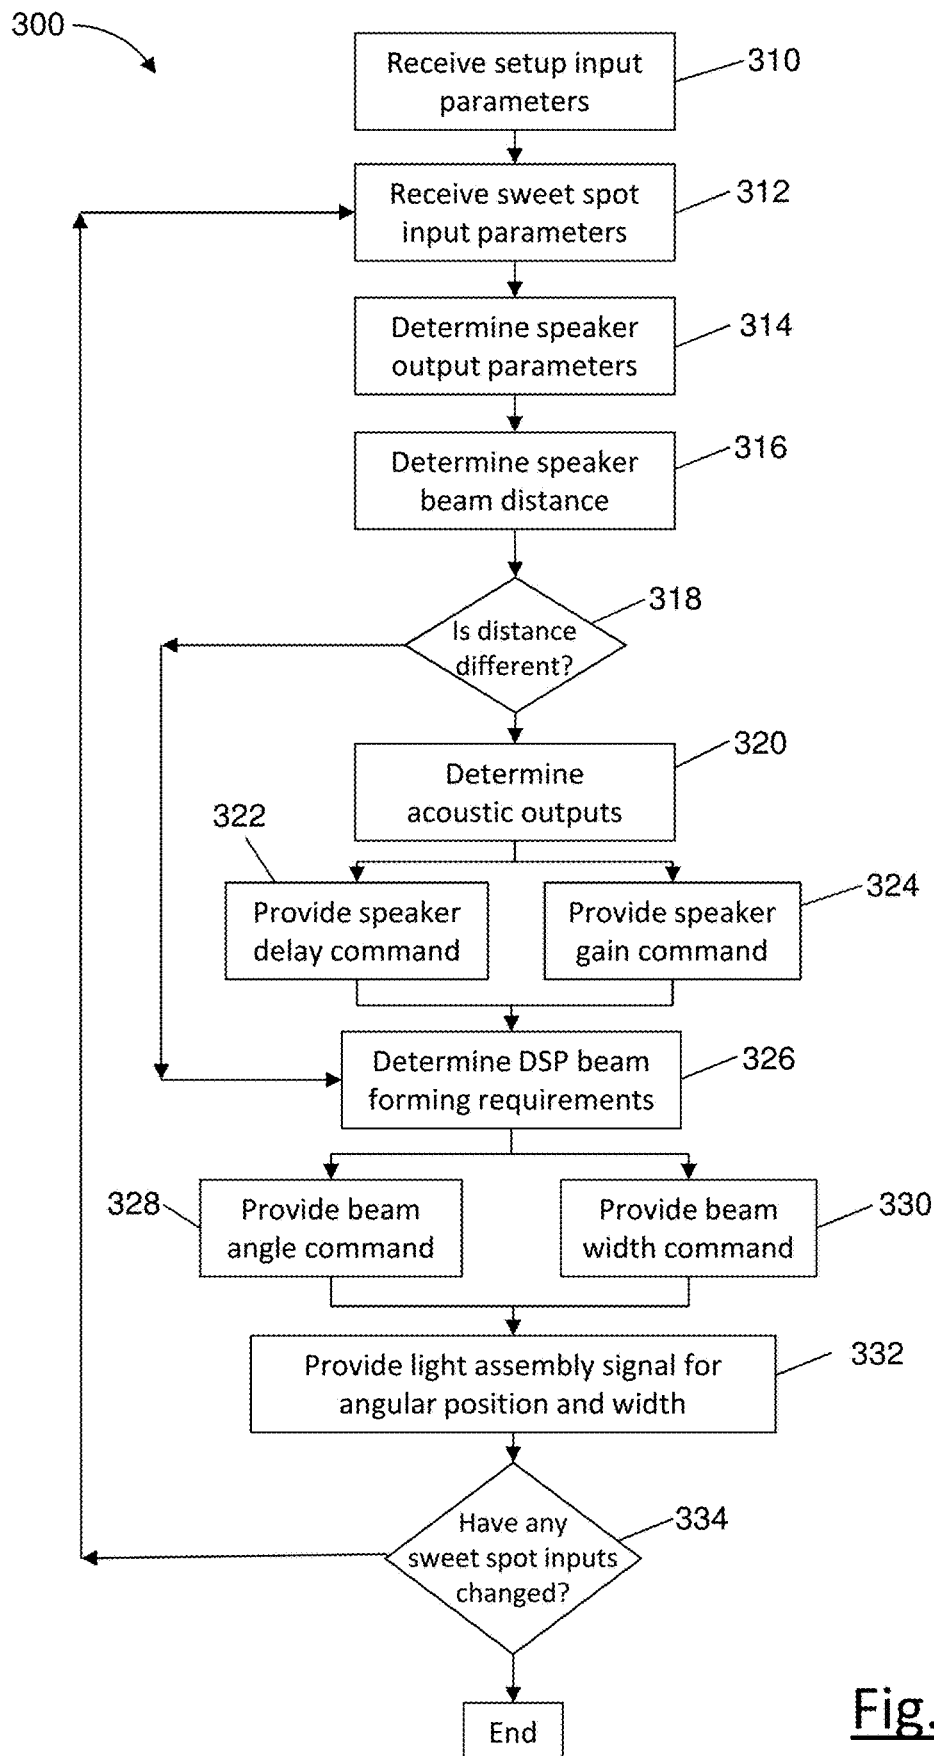 300
Receive setup input
parameters
310
Receive sweet spot
input parameters
312
Determine speaker
output parameters
314
Determine speaker
beam distance
316
Is distance
different?
318
Determine
acoustic outputs
320
322
Provide speaker
delay command
Provide speaker
gain command
324
Determine DSP beam
forming requirements
326
328
Provide beam
angle command
Provide beam
width command
330
Provide light assembly signal for
angular position and width
332
Have any
sweet spot inputs
changed?
334
End
Fig.